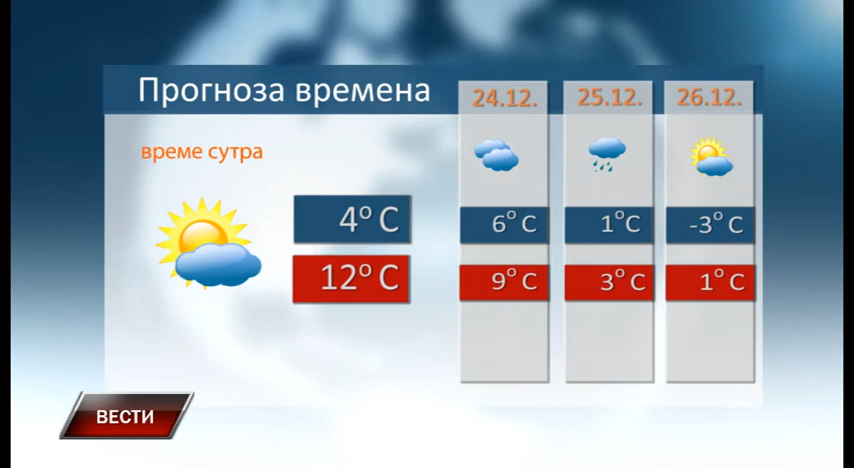 Прогноза времена
време сутра
4° C
12° C
24.12.
6° C
9° C
25.12.
1°C
3° C
26.12.
-3° C
1° C
ВЕСТИ